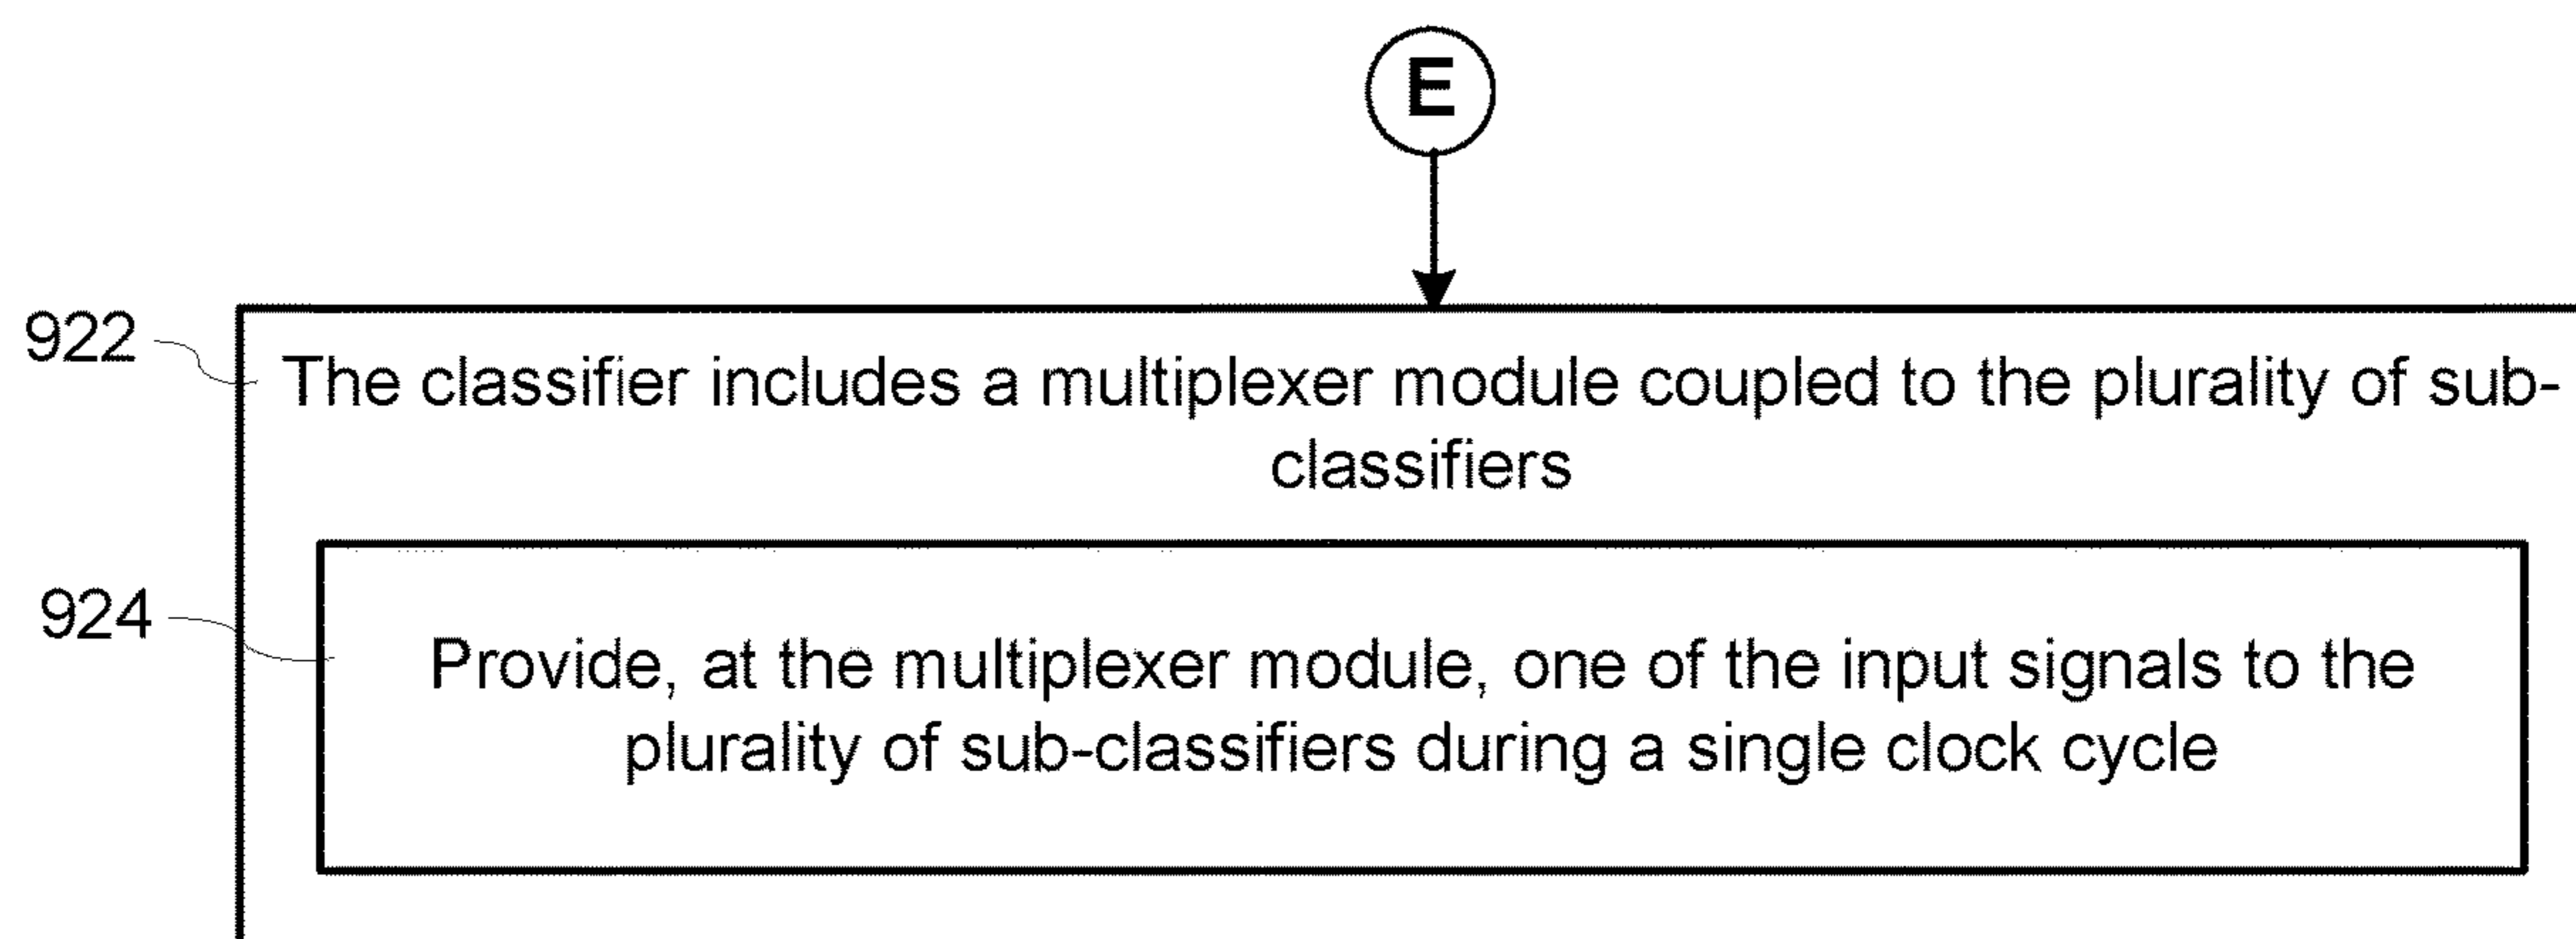 E
922
The classifier includes a multiplexer module coupled to the plurality of sub-
classifiers
924
Provide, at the multiplexer module, one of the input signals to the
plurality of sub-classifiers during a single clock cycle